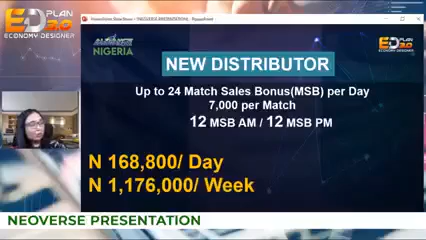 ED PLAN 3.0
ECONOMY DESIGNER
NIGERIA
ED PLAN 3.0
ECONOMY DESIGNER
NEW DISTRIBUTOR
Up to 24 Match Sales Bonus(MSB) per Day
7,000 per Match
12 MSB AM / 12 MSB PM
N 168,800/ Day
N 1,176,000/ Week
NEOVERSE PRESENTATION